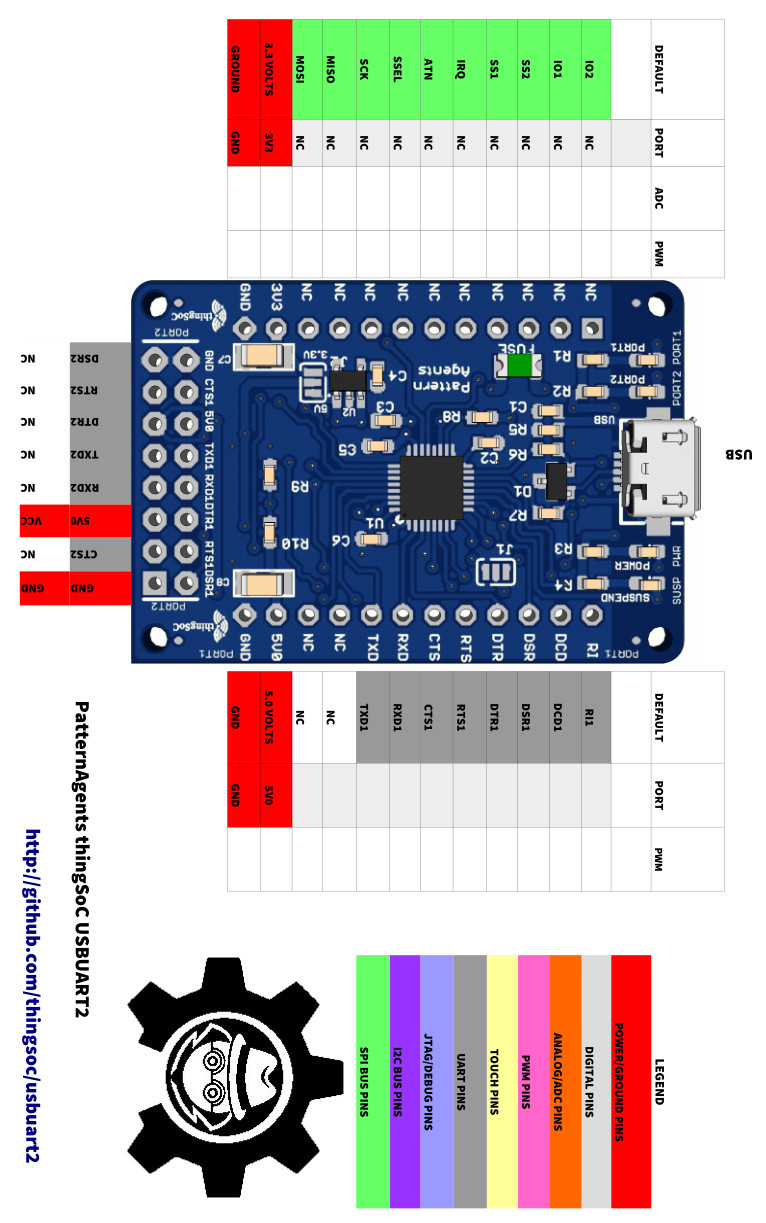 DEFAULT PORT ADC PWM
IO2 NC
IO1 NC
SS2 NC
SS1 NC
IRQ NC
ATN NC
SSEL NC
SCK NC
MISO NC
MOSI NC
3.3 VOLTS 3V3
GROUND GND
GND 3V3 NC NC NC NC NC NC NC NC NC NC
thingSoC
PORT2
C7
3.3V
J2
5V
U2
C4
C3
C5
Pattern
Agents
FUSE
R1
R2
PORT1
PORT2
PORT1
PORT2
USB
C1
R5
R6
R8
C2
D1
R7
R9
R10
U1
C6
J1
R3
R4
POWER
SUSPEND
PWR
SUSP
C8
GND CTS1 5V0 TXD1 RXD1 DTR1 RTS1 DSR1
PORT2
thingSoC
PORT1
PORT1
GND 5V0 NC NC TXD RXD CTS RTS DTR DSR DCD RI
USB
DSR2 NC
RTS2 NC
DTR2 NC
TXD2 NC
RXD2 NC
5V0 VCC
CTS2 NC
GND GND
DEFAULT PORT PWM
RI1
DCD1
DSR1
DTR1
RTS1
CTS1
RXD1
TXD1
NC
NC
5.0 VOLTS 5V0
GND GND
LEGEND
POWER/GROUND PINS
DIGITAL PINS
ANALOG/ADC PINS
PWM PINS
TOUCH PINS
UART PINS
JTAG/DEBUG PINS
I2C BUS PINS
SPI BUS PINS
PatternAgents thingSoC USBUART2
http://github.com/thingsoc/usbuart2